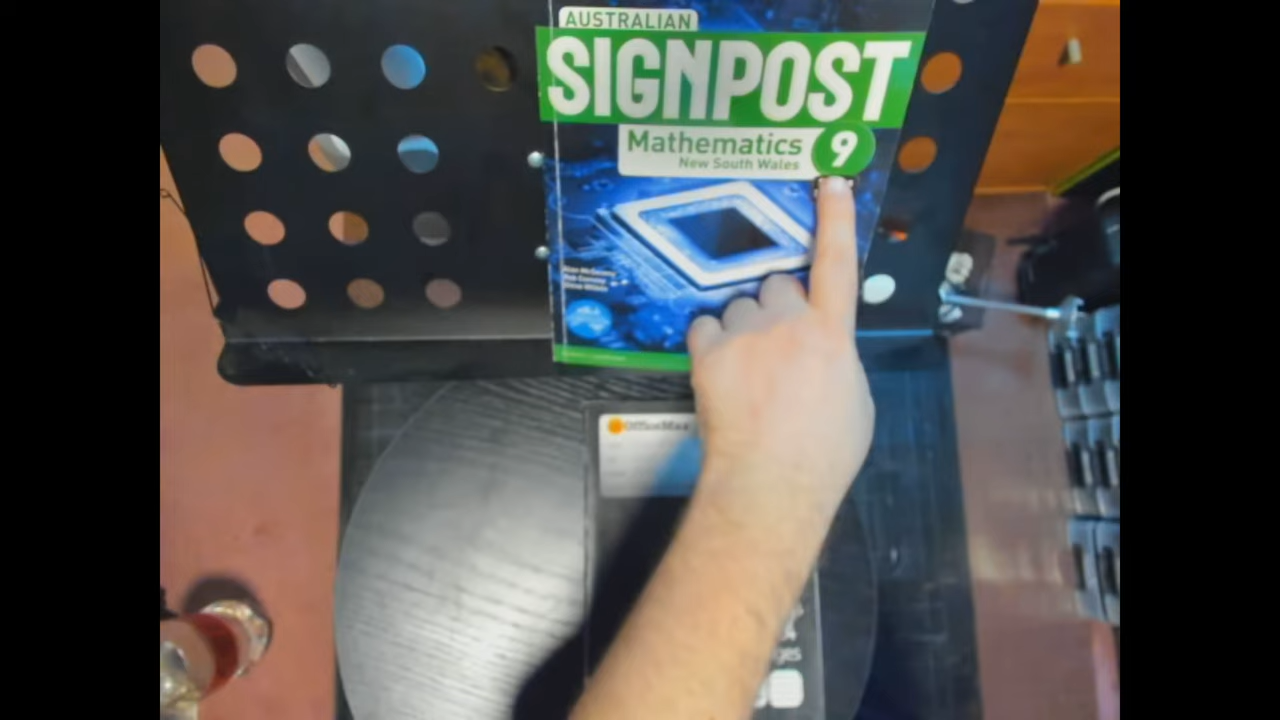 AUSTRALIAN
SIGNPOST
Mathematics 9
New South Wales
OfficeMax